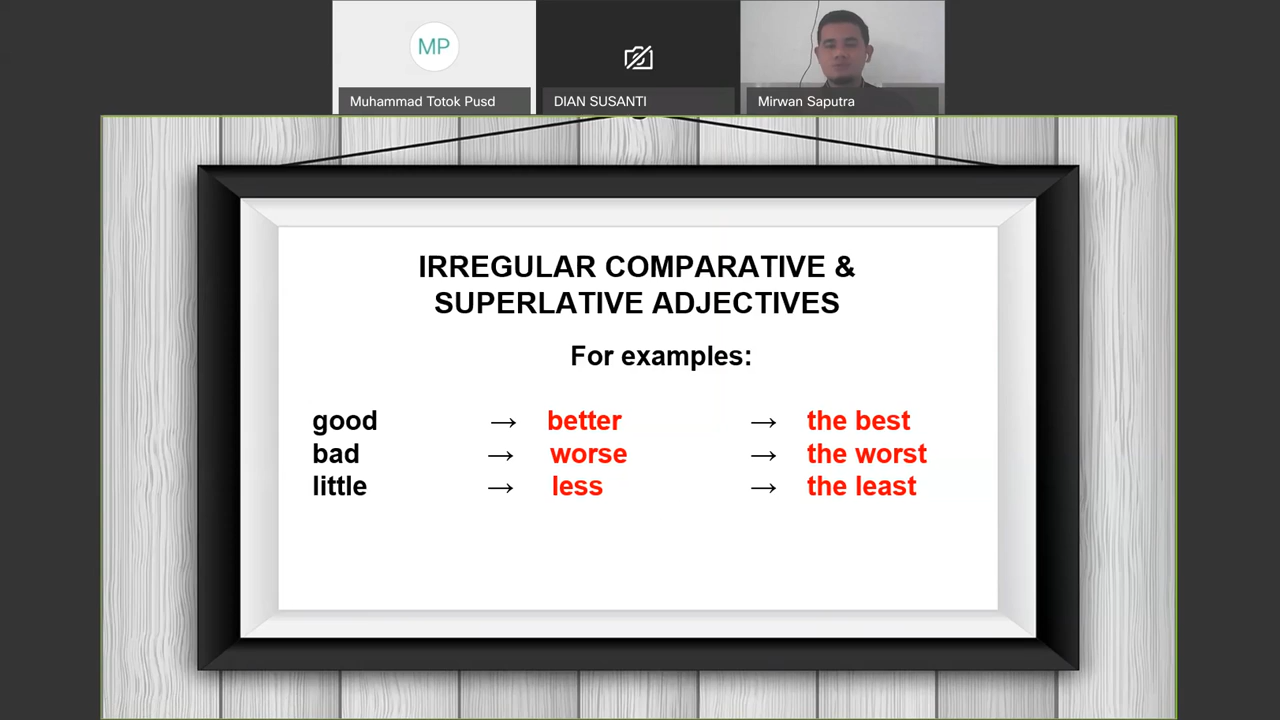 MP
Muhammad Totok Pusd
DIAN SUSANTI
Mirwan Saputra
IRREGULAR COMPARATIVE &
SUPERLATIVE ADJECTIVES
For examples:
good → better → the best
bad → worse → the worst
little → less → the least